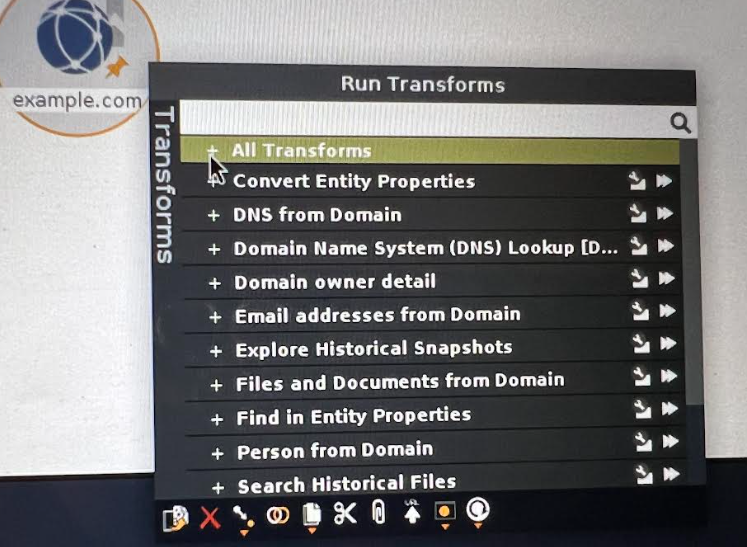 example.com
Run Transforms
Transforms
+ All Transforms
+ Convert Entity Properties
+ DNS from Domain
+ Domain Name System (DNS) Lookup [D...
+ Domain owner detail
+ Email addresses from Domain
+ Explore Historical Snapshots
+ Files and Documents from Domain
+ Find in Entity Properties
+ Person from Domain
+ Search Historical Files
URL